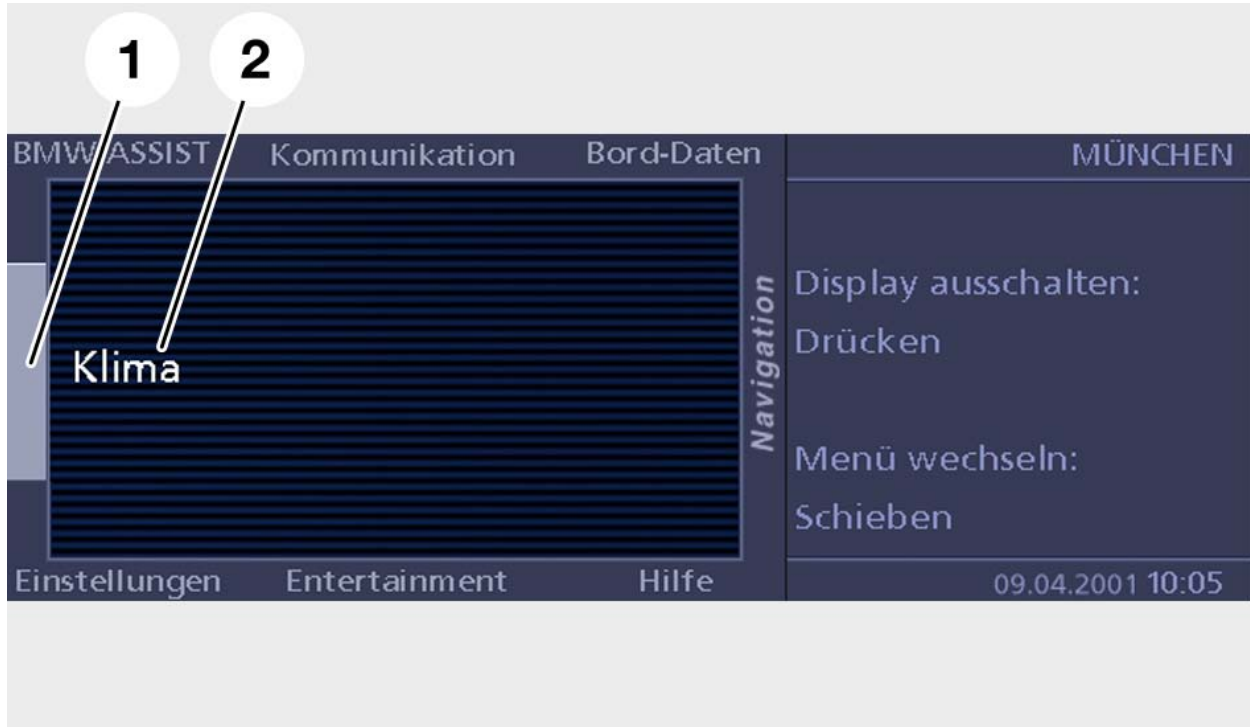 1 2
BMW ASSIST Kommunikation Bord-Daten MÜNCHEN
Display ausschalten:
Navigation
Drücken
Klima
Menü wechseln:
Schieben
Einstellungen Entertainment Hilfe 09.04.2001 10:05